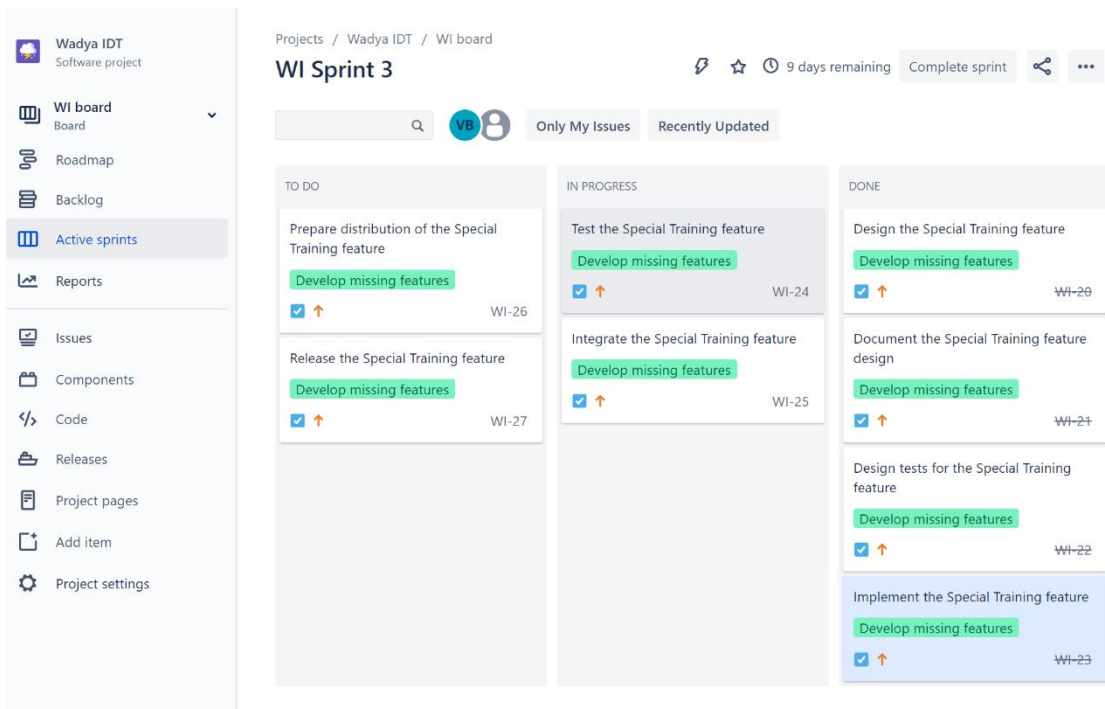 Wadya IDT
Software project
WI board
Board
Roadmap
Backlog
Active sprints
Reports
Issues
Components
Code
Releases
Project pages
Add item
Project settings
Projects / Wadya IDT / WI board
WI Sprint 3
9 days remaining
Complete sprint
VB
Only My Issues
Recently Updated
TO DO
Prepare distribution of the Special
Training feature
Develop missing features
WI-26
Release the Special Training feature
Develop missing features
WI-27
IN PROGRESS
Test the Special Training feature
Develop missing features
WI-24
Integrate the Special Training feature
Develop missing features
WI-25
DONE
Design the Special Training feature
Develop missing features
WI-20
Document the Special Training feature
design
Develop missing features
WI-21
Design tests for the Special Training
feature
Develop missing features
WI-22
Implement the Special Training feature
Develop missing features
WI-23